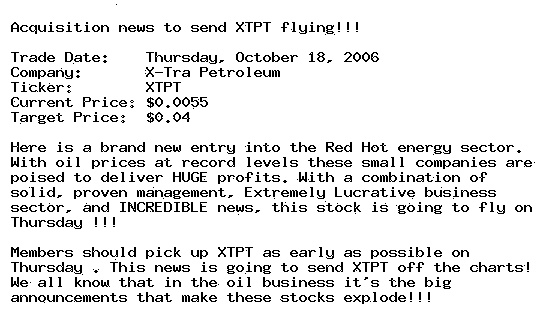 Acquisition news to send XTPT flying!!!
Trade Date: Thursday, October 18, 2006
Company: X-Tra Petroleum
Ticker: XTPT
Current Price: $0.0055
Target Price: $0.04
Here is a brand new entry into the Red Hot energy sector.
With oil prices at record levels these small companies are
poised to deliver HUGE profits. With a combination of
solid, proven management, Extremely Lucrative business
sector, and INCREDIBLE news, this stock is going to fly on
Thursday !!!
Members should pick up XTPT as early as possible on
Thursday . This news is going to send XTPT off the charts!
We all know that in the oil business it's the big
announcements that make these stocks explode!!!